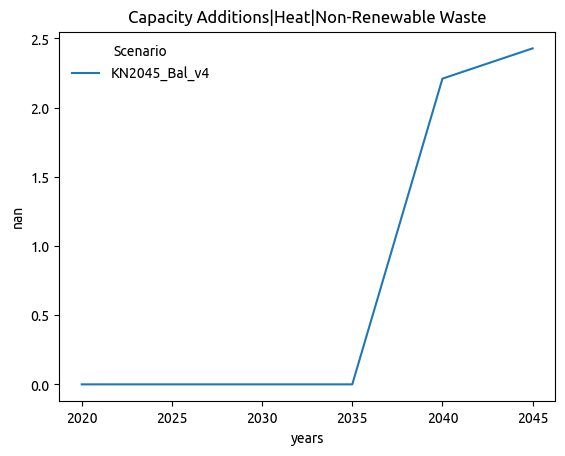 Capacity Additions|Heat|Non-Renewable Waste
Scenario
KN2045_Bal_v4
2.5
2.0
1.5
1.0
0.5
0.0
nan
2020 2025 2030 2035 2040 2045
years